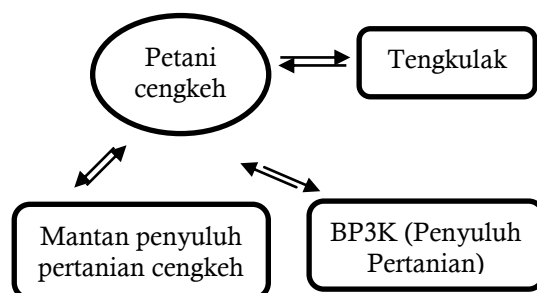 Petani
cengkeh
Tengkulak
Mantan penyuluh
pertanian cengkeh
BP3K (Penyuluh
Pertanian)